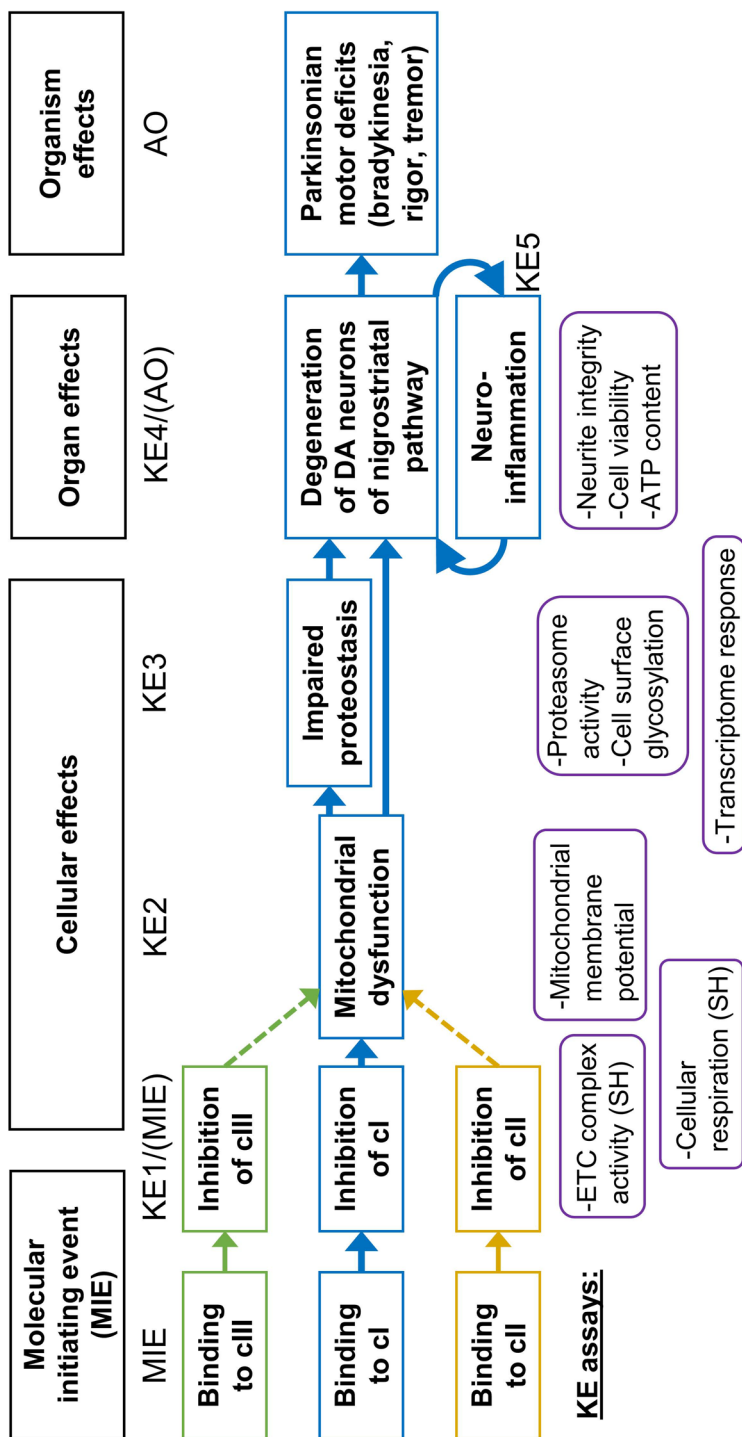 Molecular
initiating event
(MIE)
Cellular effects
Organ effects
Organism
effects
MIE
KE1/(MIE)
KE2
KE3
KE4/(AO)
AO
Binding
to cIII
Inhibition
of cIII
Binding
to cI
Inhibition
of cI
Mitochondrial
dysfunction
Impaired
proteostasis
Degeneration
of DA neurons
of nigrostriatal
pathway
Parkinsonian
motor deficits
(bradykinesia,
rigor, tremor)
Binding
to cII
Inhibition
of cII
Neuro-
inflammation
KE5
KE assays:
-ETC complex
activity (SH)
-Cellular
respiration (SH)
-Mitochondrial
membrane
potential
-Proteasome
activity
-Cell surface
glycosylation
-Transcriptome response
-Neurite integrity
-Cell viability
-ATP content